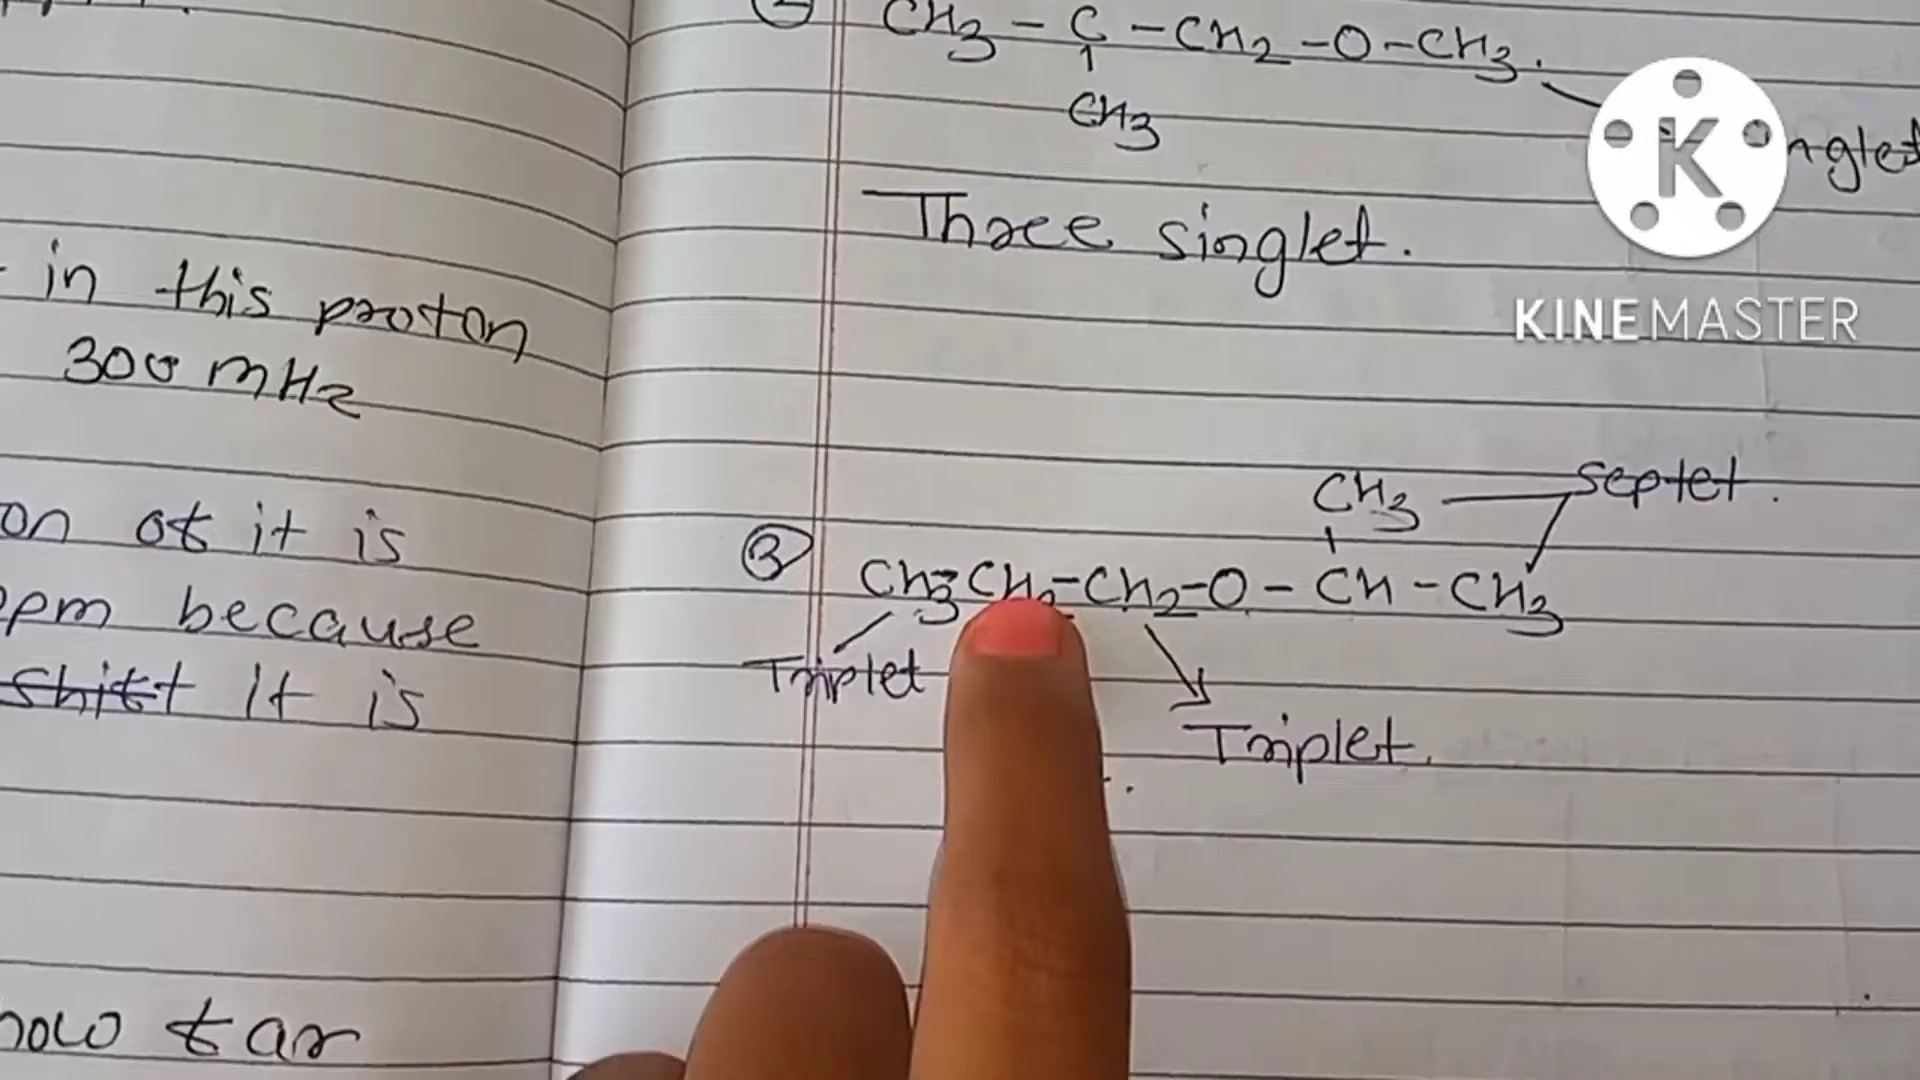 ②
CH3 - C - CH2 - O - CH3.
CH3
Three singlet.
KINEMASTER
in this proton
300 mHz
CH3
septet.
on of it is
③ CH3-CH2-CH2-O-CH-CH3
Triplet
Triplet.
ppm because
shift it is
how far